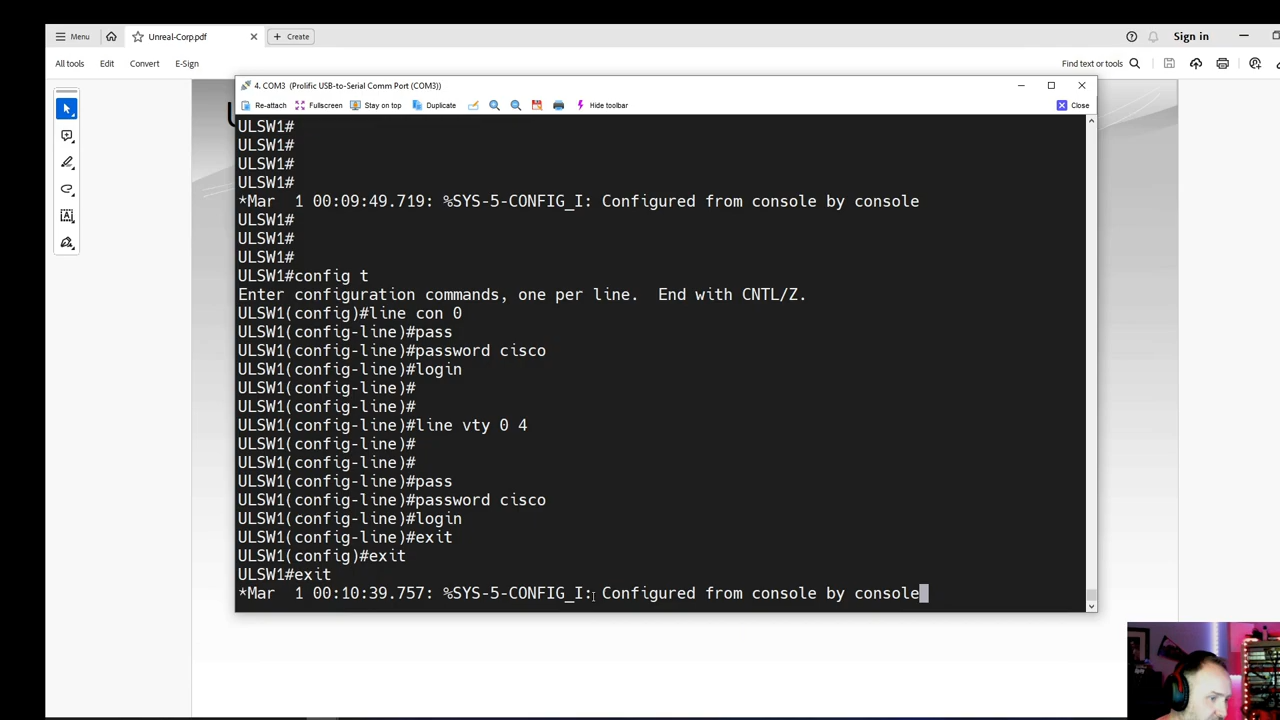 Menu
Unreal-Corp.pdf
Create
Sign in
All tools
Edit
Convert
E-Sign
Find text or tools
4. COM3 (Prolific USB-to-Serial Comm Port (COM3))
Re-attach
Fullscreen
Stay on top
Duplicate
Hide toolbar
Close
ULSW1#
ULSW1#
ULSW1#
ULSW1#
*Mar  1 00:09:49.719: %SYS-5-CONFIG_I: Configured from console by console
ULSW1#
ULSW1#
ULSW1#
ULSW1#config t
Enter configuration commands, one per line.  End with CNTL/Z.
ULSW1(config)#line con 0
ULSW1(config-line)#pass
ULSW1(config-line)#password cisco
ULSW1(config-line)#login
ULSW1(config-line)#
ULSW1(config-line)#
ULSW1(config-line)#line vty 0 4
ULSW1(config-line)#
ULSW1(config-line)#
ULSW1(config-line)#pass
ULSW1(config-line)#password cisco
ULSW1(config-line)#login
ULSW1(config-line)#exit
ULSW1(config)#exit
ULSW1#exit
*Mar  1 00:10:39.757: %SYS-5-CONFIG_I: Configured from console by console